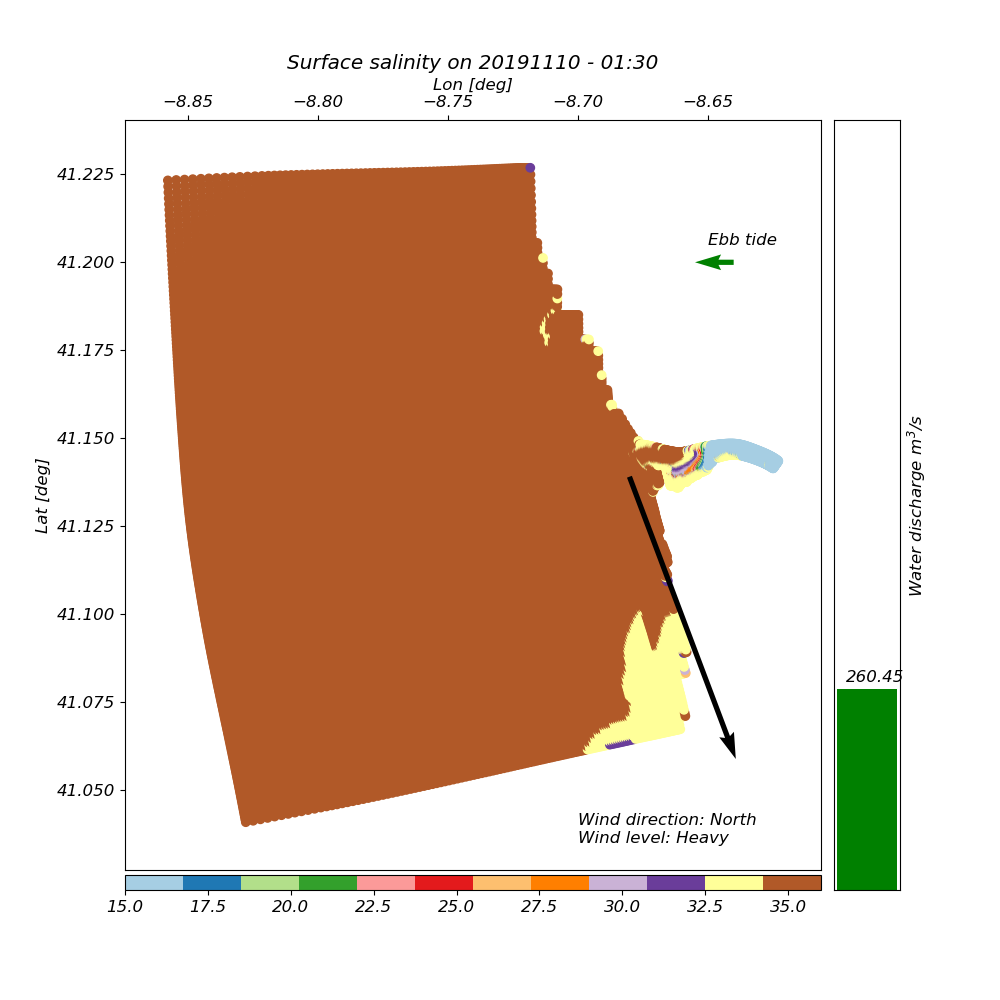 Surface salinity on 20191110 - 01:30
Lon [deg]
−8.85 −8.80 −8.75 −8.70 −8.65
41.225
41.200
41.175
41.150
41.125
41.100
41.075
41.050
Lat [deg]
Ebb tide
Wind direction: North
Wind level: Heavy
260.45
Water discharge m³/s
15.0 17.5 20.0 22.5 25.0 27.5 30.0 32.5 35.0